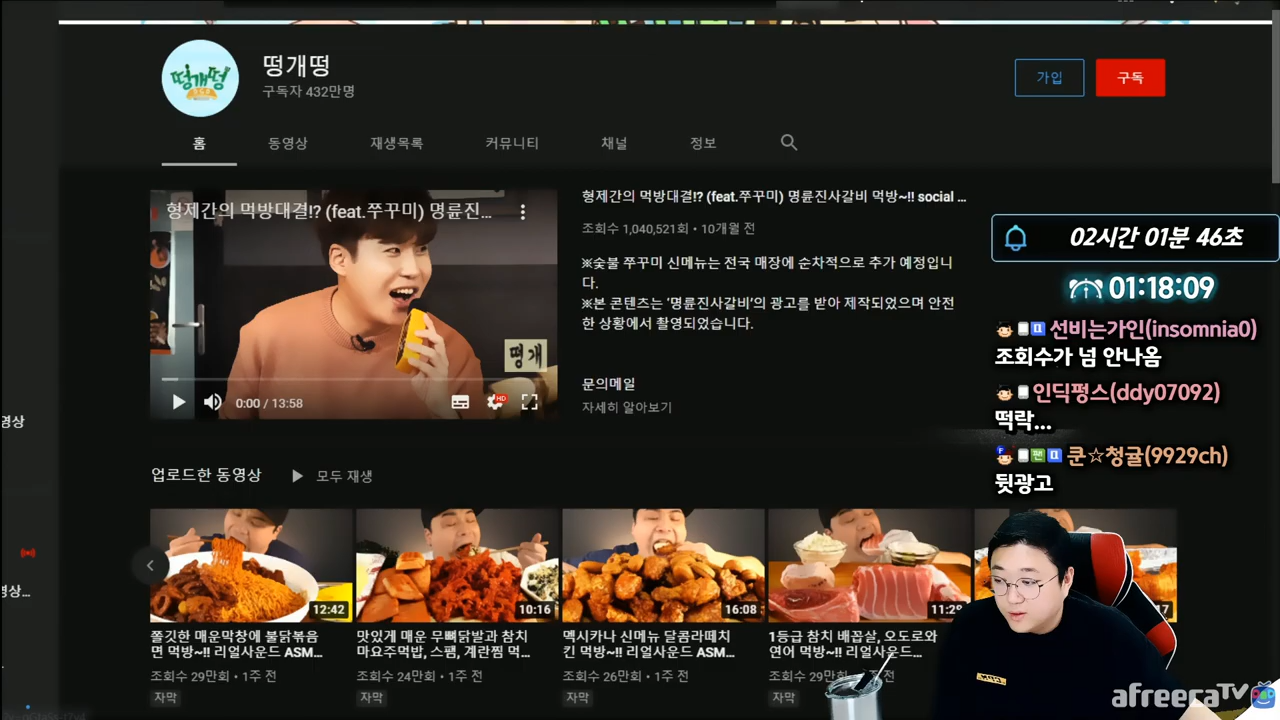 떵개떵
떵개떵
구독자 432만명
가입
구독
홈
동영상
재생목록
커뮤니티
채널
정보
형제간의 먹방대결!? (feat.쭈꾸미) 명륜진...
떵개
0:00 / 13:58
HD
형제간의 먹방대결!? (feat.쭈꾸미) 명륜진사갈비 먹방~!! social ...
조회수 1,040,521회 • 10개월 전
※숯불 쭈꾸미 신메뉴는 전국 매장에 순차적으로 추가 예정입니
다.
※본 콘텐츠는 '명륜진사갈비'의 광고를 받아 제작되었으며 안전
한 상황에서 촬영되었습니다.
문의메일
자세히 알아보기
02시간 01분 46초
01:18:09
선비는가인(insomnia0)
조회수가 넘 안나옴
인딕펑스(ddy07092)
떡락...
팬
쿤☆청귤(9929ch)
뒷광고
영상
영상...
업로드한 동영상
모두 재생
12:42
쫄깃한 매운막창에 불닭볶음
면 먹방~!! 리얼사운드 ASM...
조회수 29만회 • 1주 전
자막
10:16
맛있게 매운 무뼈닭발과 참치
마요주먹밥, 스팸, 계란찜 먹...
조회수 24만회 • 1주 전
자막
16:08
멕시카나 신메뉴 달콤라떼치
킨 먹방~!! 리얼사운드 ASM...
조회수 26만회 • 1주 전
자막
1등급 참치 배꼽살, 오도로와
연어 먹방~!! 리얼사운드...
조회수 29만회
자막
afreecaTV